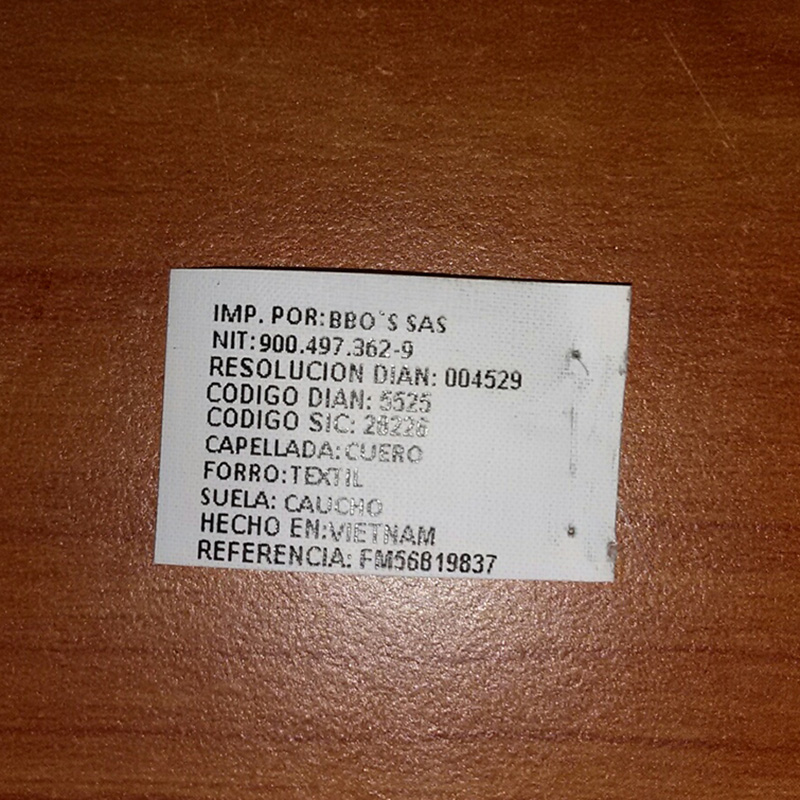 IMP. POR:BBO´S SAS
NIT:900.497.362-9
RESOLUCION DIAN: 004529
CODIGO DIAN: 5525
CODIGO SIC: 28226
CAPELLADA:CUERO
FORRO:TEXTIL
SUELA: CAUCHO
HECHO EN:VIETNAM
REFERENCIA: FM56819837